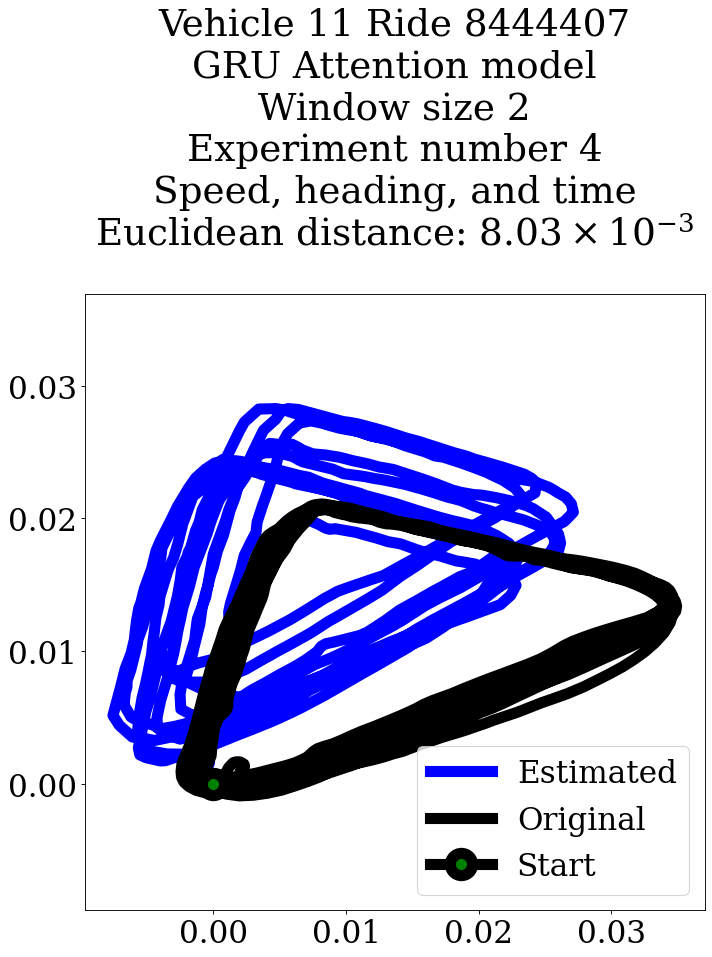 Vehicle 11 Ride 8444407
GRU Attention model
Window size 2
Experiment number 4
Speed, heading, and time
Euclidean distance: 8.03 × 10⁻³
0.03
0.02
0.01
0.00
Estimated
Original
Start
0.00 0.01 0.02 0.03